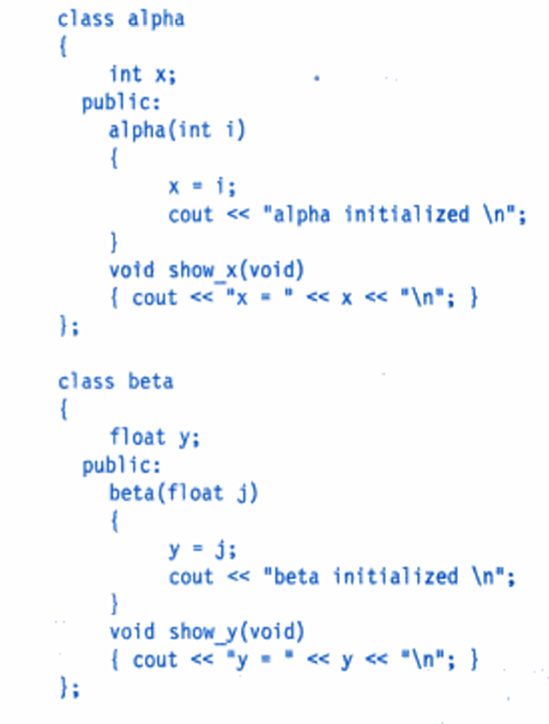 class alpha
{
int x;
public:
alpha(int i)
{
x = i;
cout << "alpha initialized \n";
}
void show_x(void)
{ cout << "x = " << x << "\n"; }
};
class beta
{
float y;
public:
beta(float j)
{
y = j;
cout << "beta initialized \n";
}
void show_y(void)
{ cout << "y = " << y << "\n"; }
};